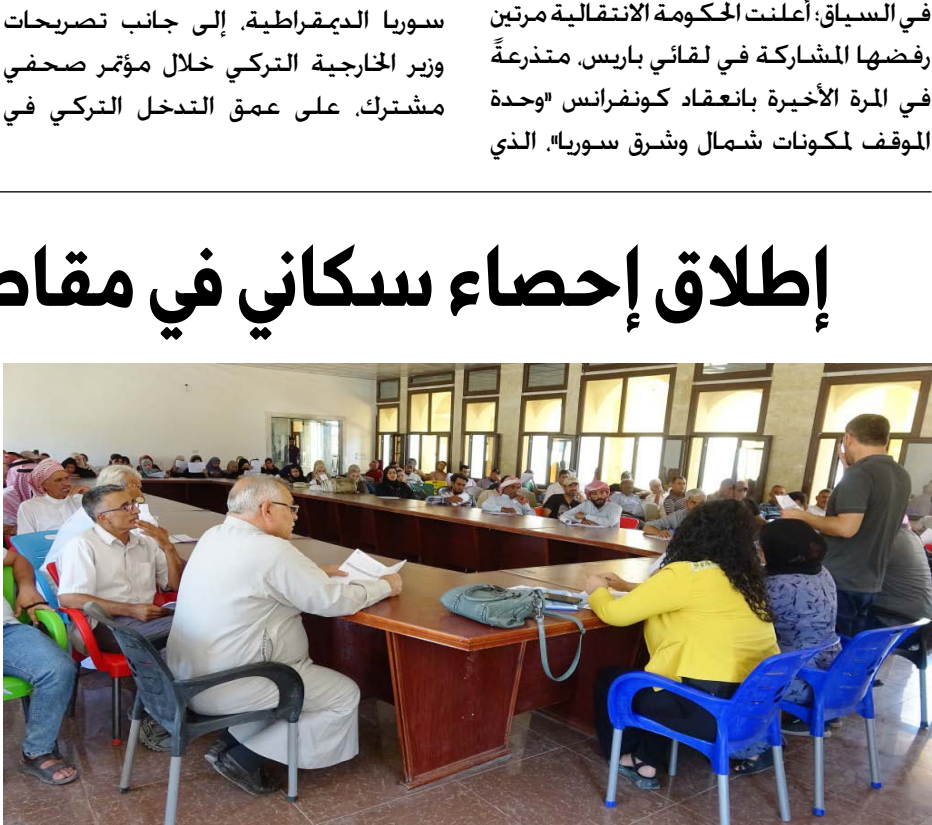 في السياق؛ أعلنت الحكومة الانتقالية مرتين
رفضها المشاركة في لقائي باريس، متذرعةً
في المرة الأخيرة بانعقاد كونفرانس "وحدة
الموقف لمكونات شمال وشرق سوريا"، الذي
سوريا الديمقراطية، إلى جانب تصريحات
وزير الخارجية التركي خلال مؤتمر صحفي
مشترك، على عمق التدخل التركي في
إطلاق إحصاء سكاني في